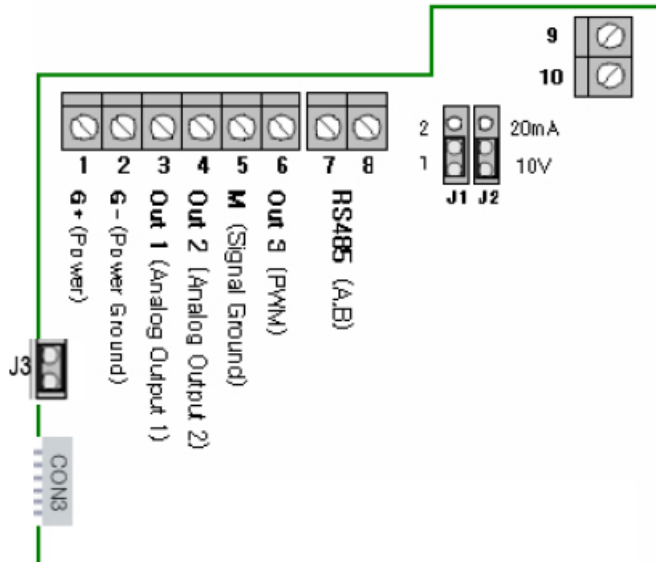 9
10
1 2 3 4 5 6 7 8
G + (Power)
G - (Power Ground)
Out 1 (Analog Output 1)
Out 2 (Analog Output 2)
M (Signal Ground)
Out 3 (PWM)
RS485 (A,B)
2 20mA
1 10V
J1 J2
J3
CON3